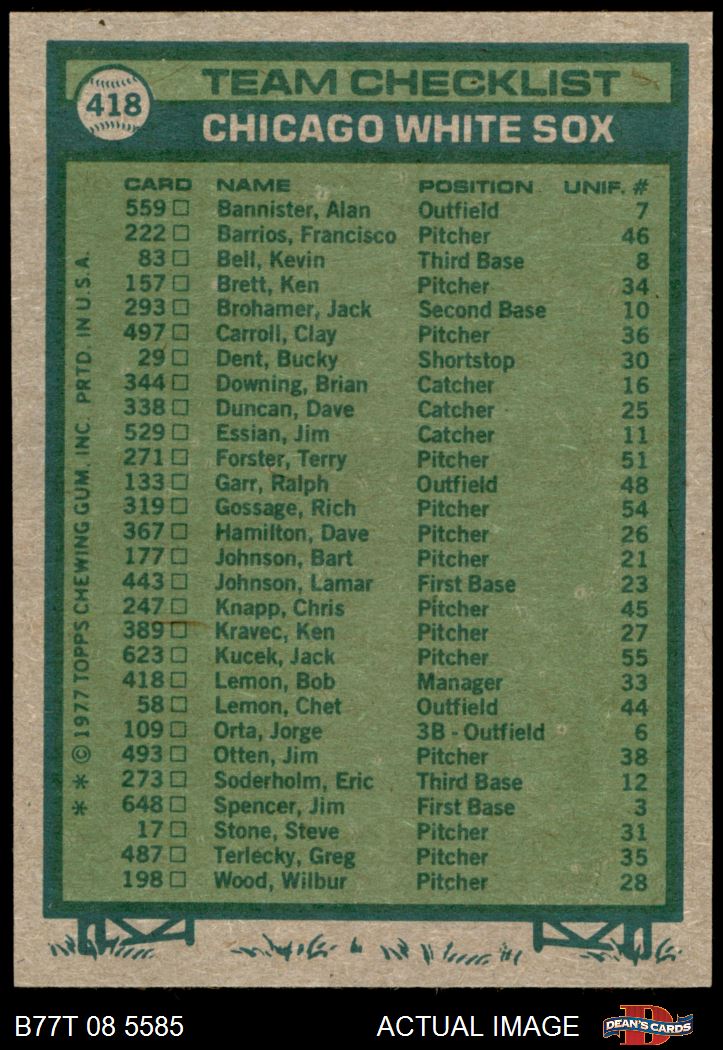 418
TEAM CHECKLIST
CHICAGO WHITE SOX
CARD NAME POSITION UNIF. #
559 Bannister, Alan Outfield 7
222 Barrios, Francisco Pitcher 46
83 Bell, Kevin Third Base 8
157 Brett, Ken Pitcher 34
293 Brohamer, Jack Second Base 10
497 Carroll, Clay Pitcher 36
29 Dent, Bucky Shortstop 30
344 Downing, Brian Catcher 16
338 Duncan, Dave Catcher 25
529 Essian, Jim Catcher 11
271 Forster, Terry Pitcher 51
133 Garr, Ralph Outfield 48
319 Gossage, Rich Pitcher 54
367 Hamilton, Dave Pitcher 26
177 Johnson, Bart Pitcher 21
443 Johnson, Lamar First Base 23
247 Knapp, Chris Pitcher 45
389 Kravec, Ken Pitcher 27
623 Kucek, Jack Pitcher 55
418 Lemon, Bob Manager 33
58 Lemon, Chet Outfield 44
109 Orta, Jorge 3B - Outfield 6
493 Otten, Jim Pitcher 38
273 Soderholm, Eric Third Base 12
648 Spencer, Jim First Base 3
17 Stone, Steve Pitcher 31
487 Terlecky, Greg Pitcher 35
198 Wood, Wilbur Pitcher 28
* * © 1977 TOPPS CHEWING GUM, INC. PRTD. IN U.S.A.
B77T 08 5585 ACTUAL IMAGE
D
DEAN'S CARDS